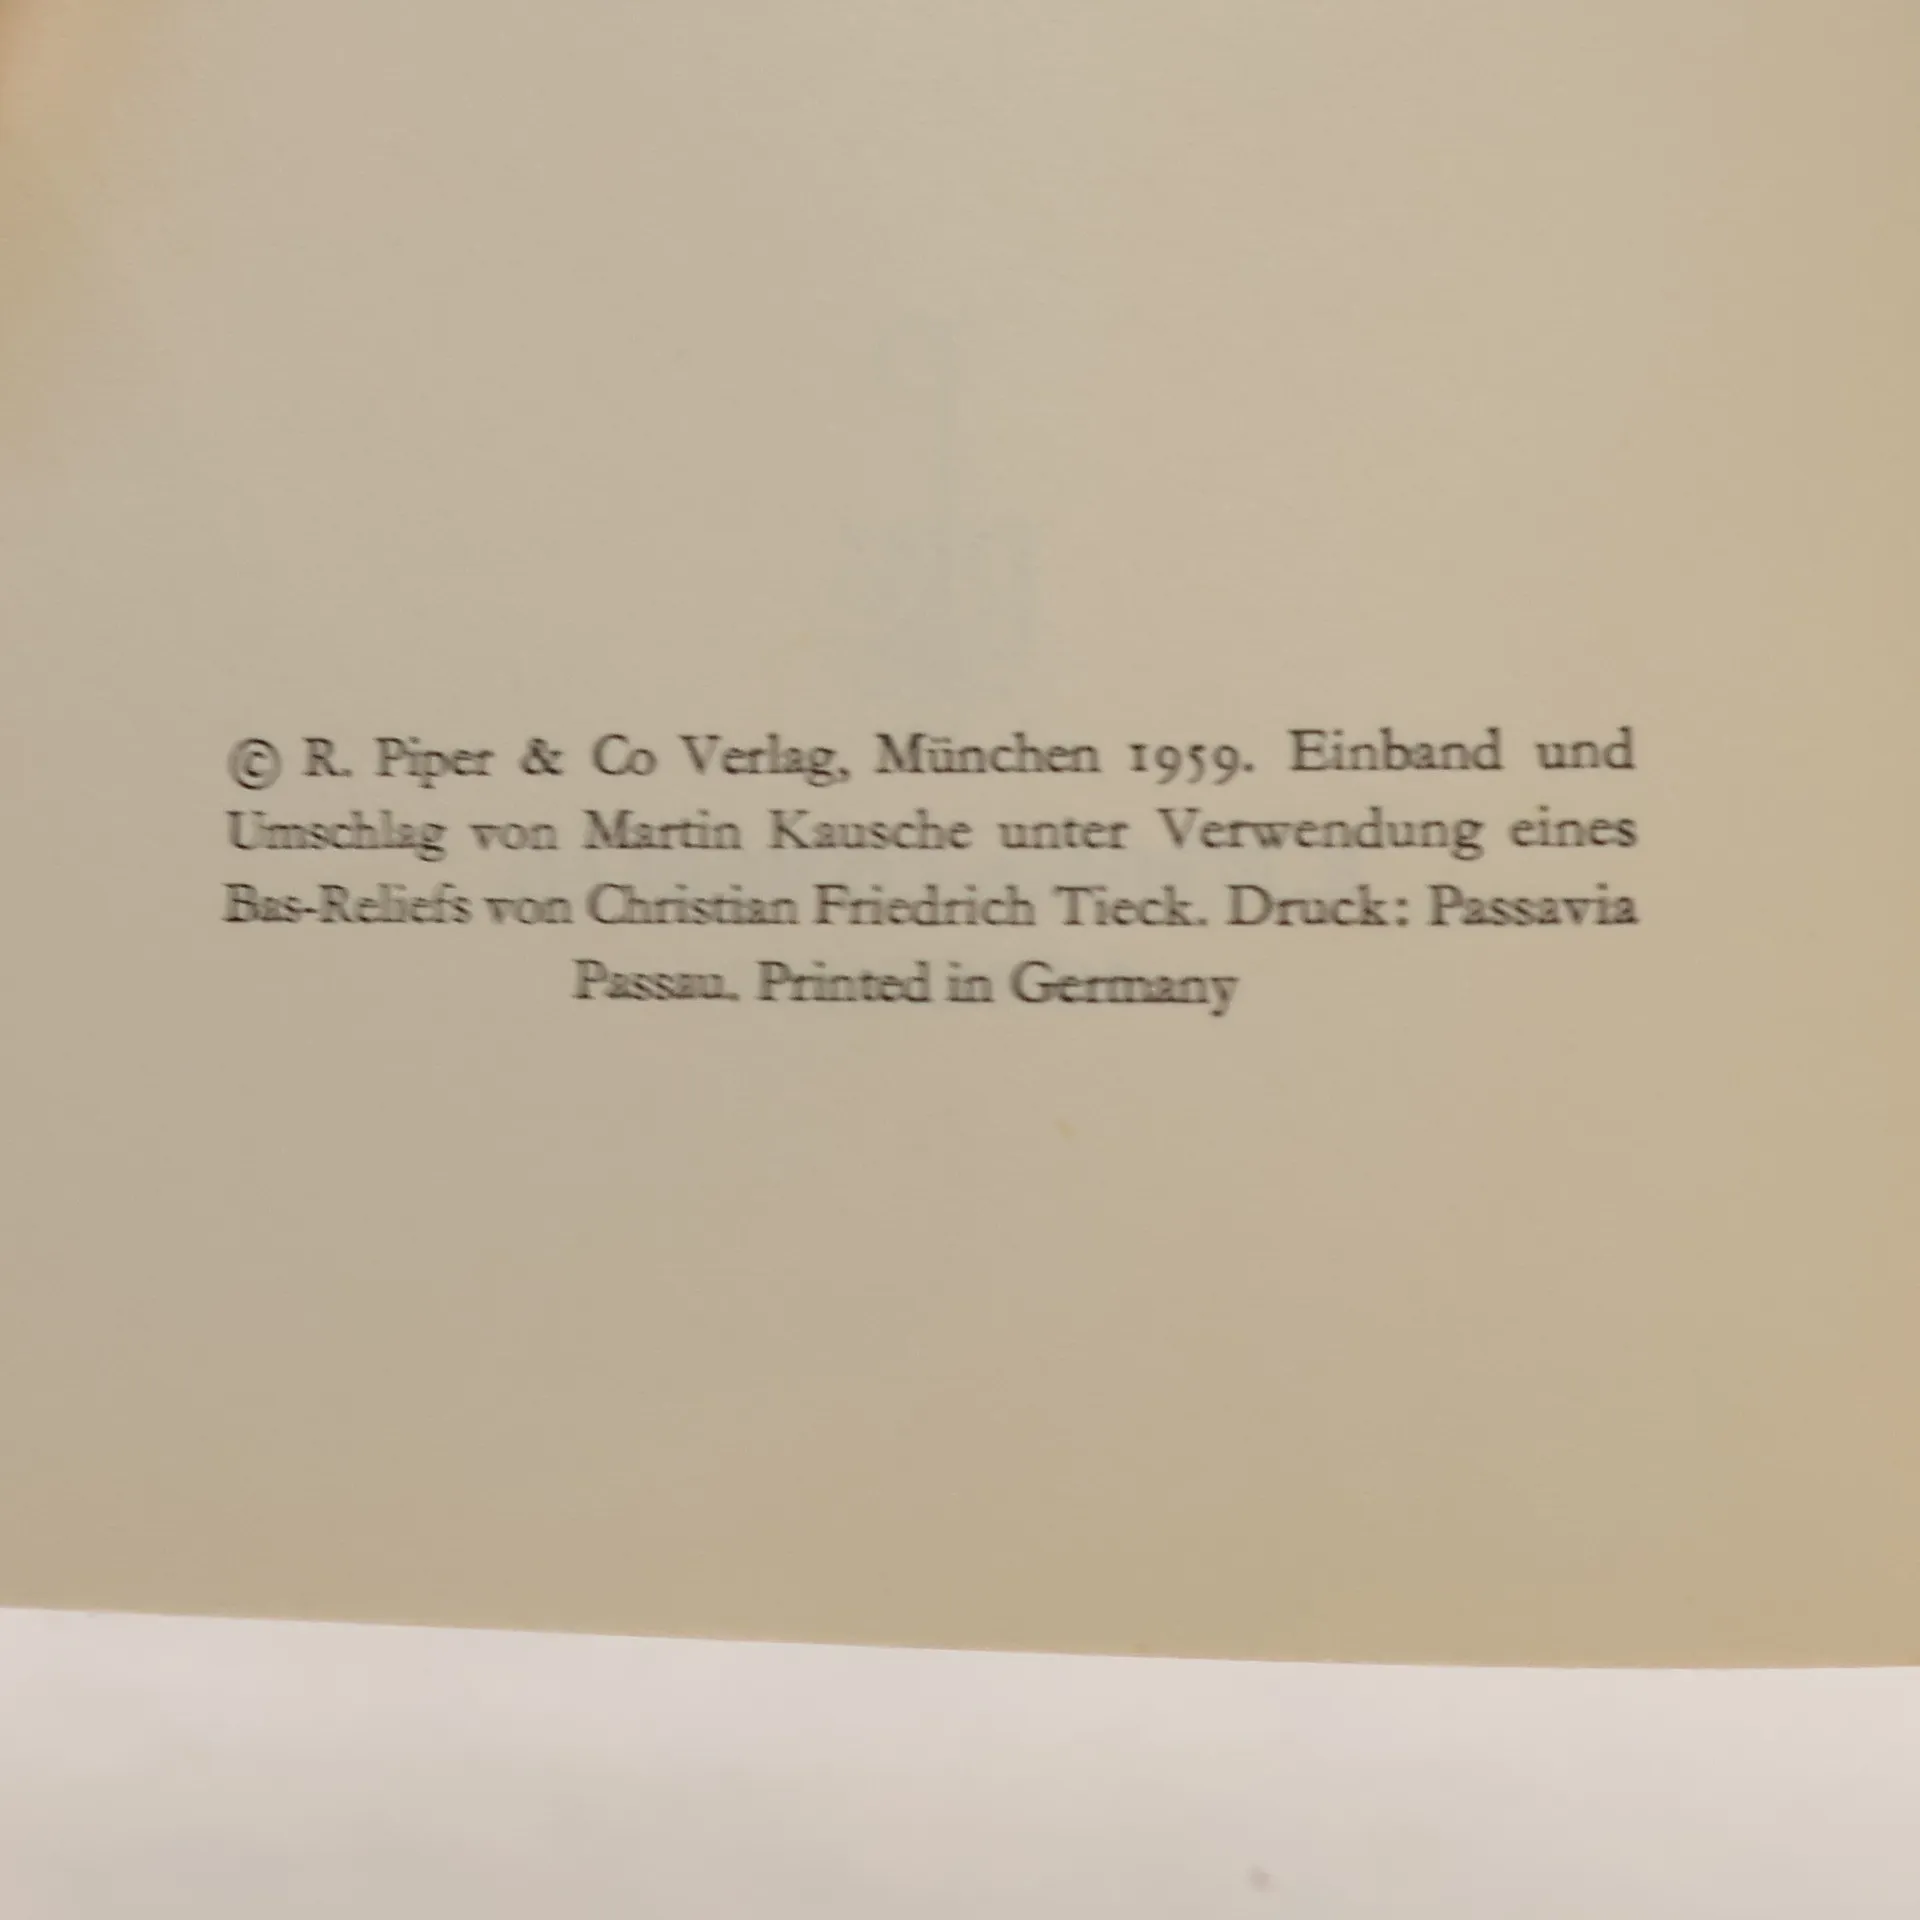 © R. Piper & Co Verlag, München 1959. Einband und
Umschlag von Martin Kausche unter Verwendung eines
Bas-Reliefs von Christian Friedrich Tieck. Druck: Passavia
Passau. Printed in Germany